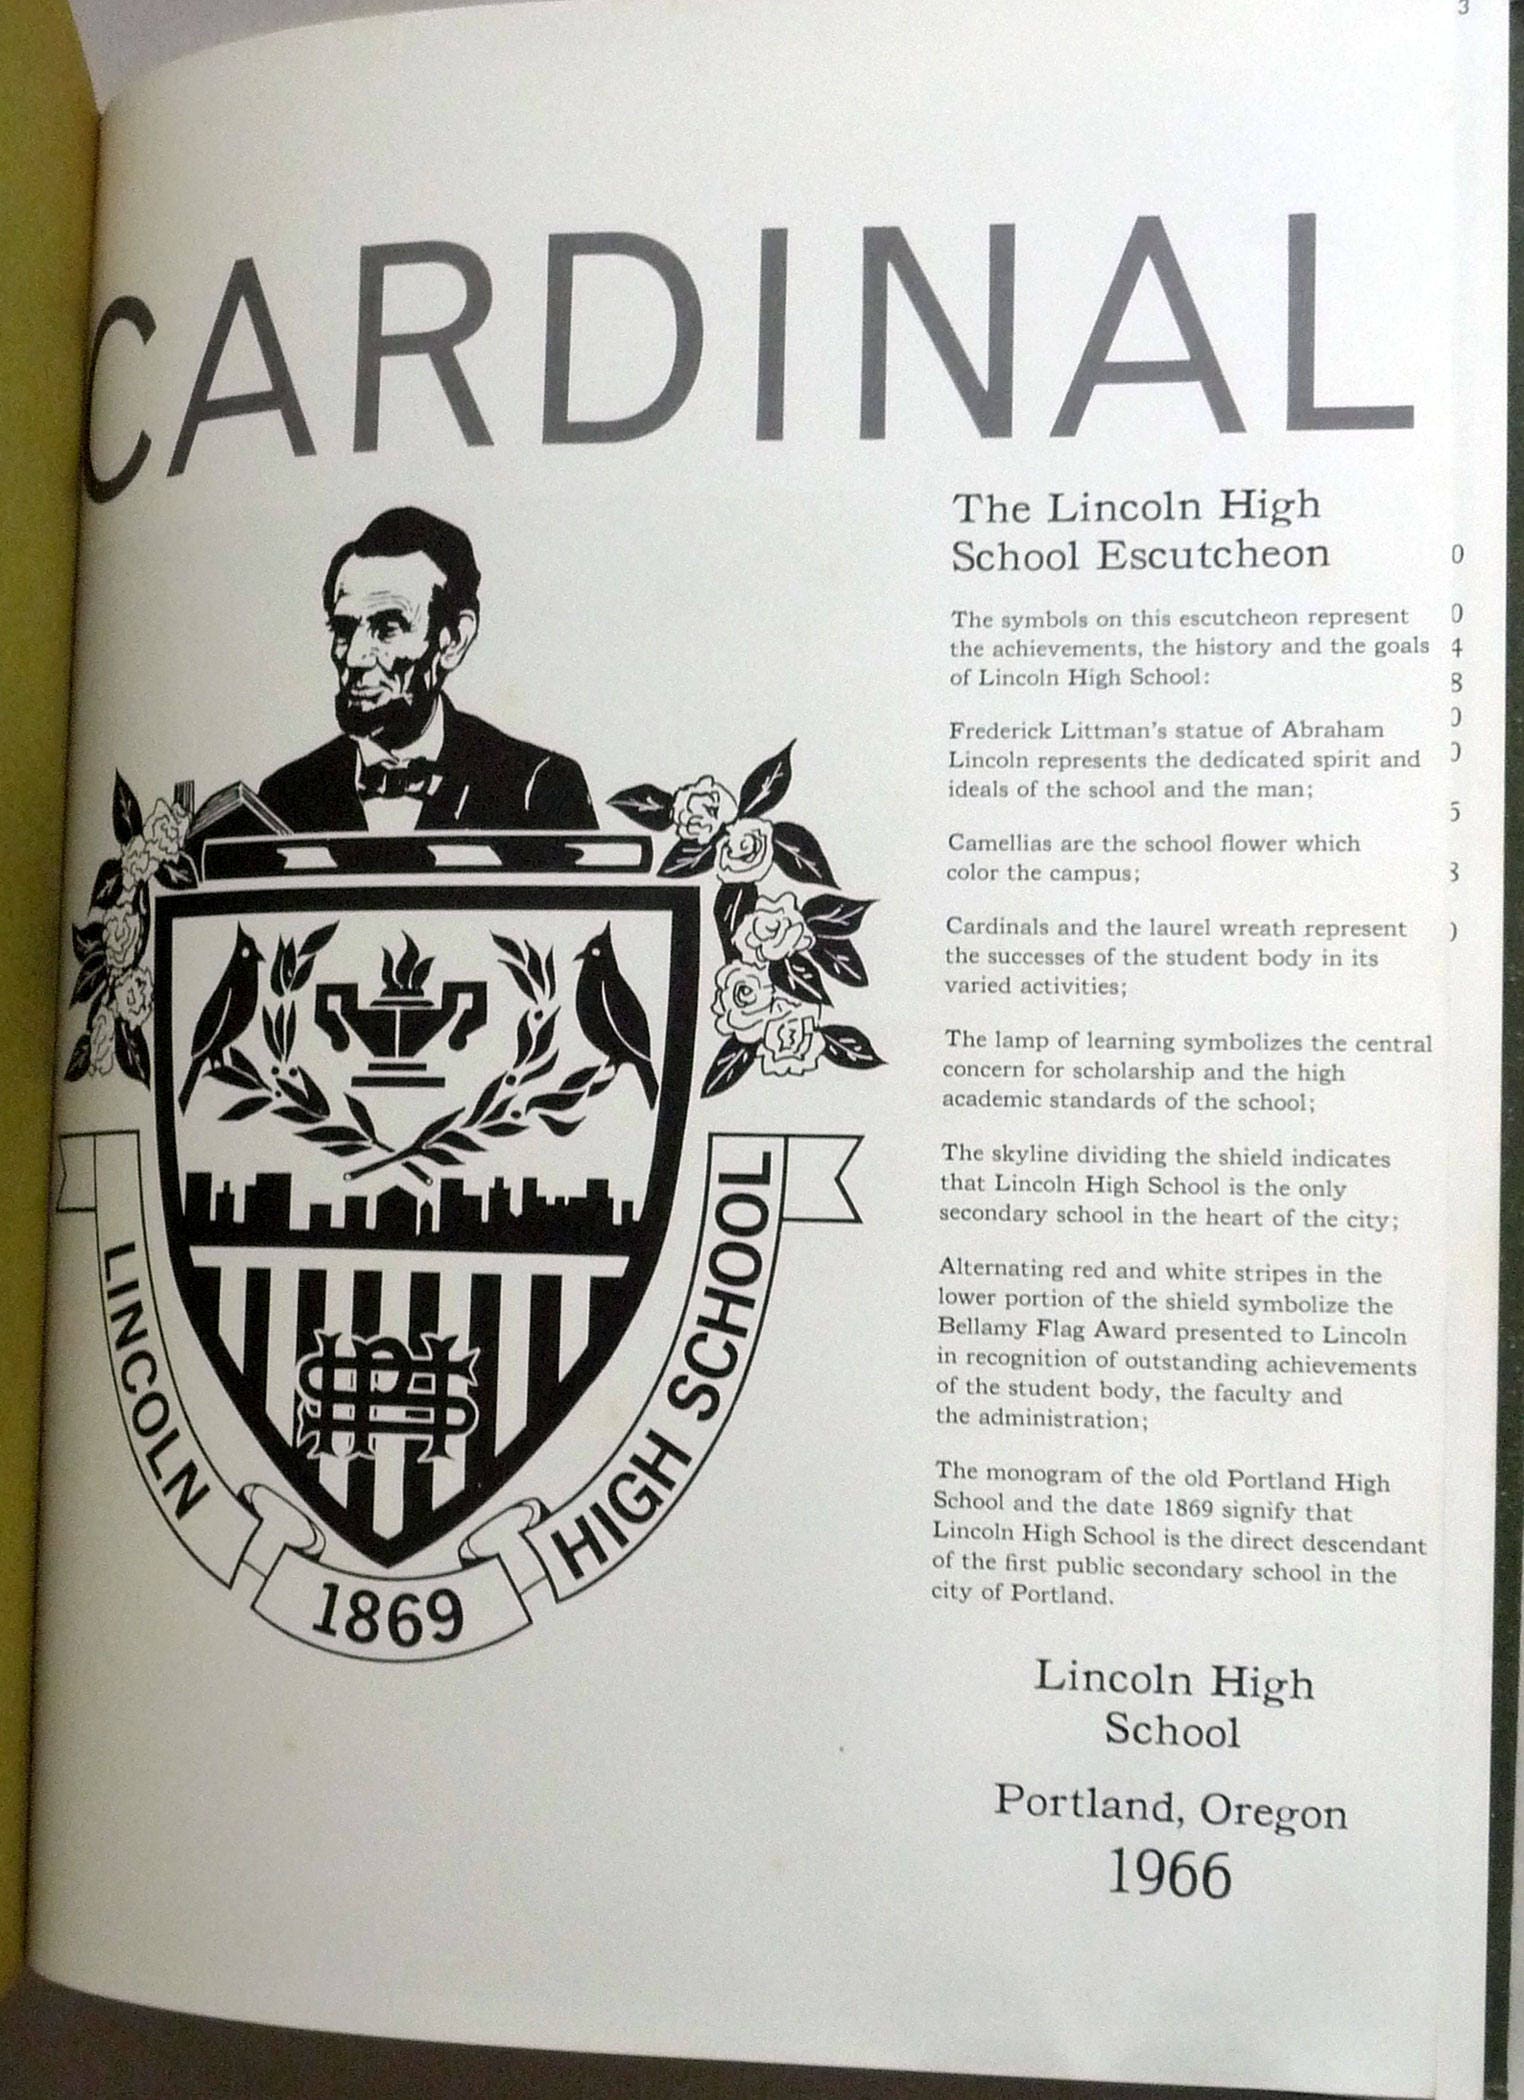 3
CARDINAL
The Lincoln High
School Escutcheon
The symbols on this escutcheon represent
the achievements, the history and the goals
of Lincoln High School:
Frederick Littman's statue of Abraham
Lincoln represents the dedicated spirit and
ideals of the school and the man;
Camellias are the school flower which
color the campus;
Cardinals and the laurel wreath represent
the successes of the student body in its
varied activities;
The lamp of learning symbolizes the central
concern for scholarship and the high
academic standards of the school;
The skyline dividing the shield indicates
that Lincoln High School is the only
secondary school in the heart of the city;
Alternating red and white stripes in the
lower portion of the shield symbolize the
Bellamy Flag Award presented to Lincoln
in recognition of outstanding achievements
of the student body, the faculty and
the administration;
The monogram of the old Portland High
School and the date 1869 signify that
Lincoln High School is the direct descendant
of the first public secondary school in the
city of Portland.
LINCOLN
1869
HIGH SCHOOL
PHS
Lincoln High
School
Portland, Oregon
1966